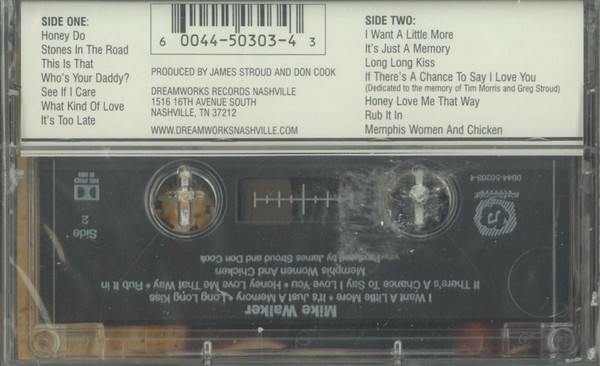 SIDE ONE:
Honey Do
Stones In The Road
This Is That
Who's Your Daddy?
See If I Care
What Kind Of Love
It's Too Late
6 0044-50303-4 3
PRODUCED BY JAMES STROUD AND DON COOK
DREAMWORKS RECORDS NASHVILLE
1516 16TH AVENUE SOUTH
NASHVILLE, TN 37212
WWW.DREAMWORKSNASHVILLE.COM
SIDE TWO:
I Want A Little More
It's Just A Memory
Long Long Kiss
If There's A Chance To Say I Love You
(Dedicated to the memory of Tim Morris and Greg Stroud)
Honey Love Me That Way
Rub It In
Memphis Women And Chicken
Mike Walker
I Want A Little More • It's Just A Memory • Long Long Kiss
If There's A Chance To Say I Love You • Honey Love Me That Way • Rub It In
Memphis Women And Chicken
Produced by James Stroud and Don Cook
Side
2
0044-50303-4